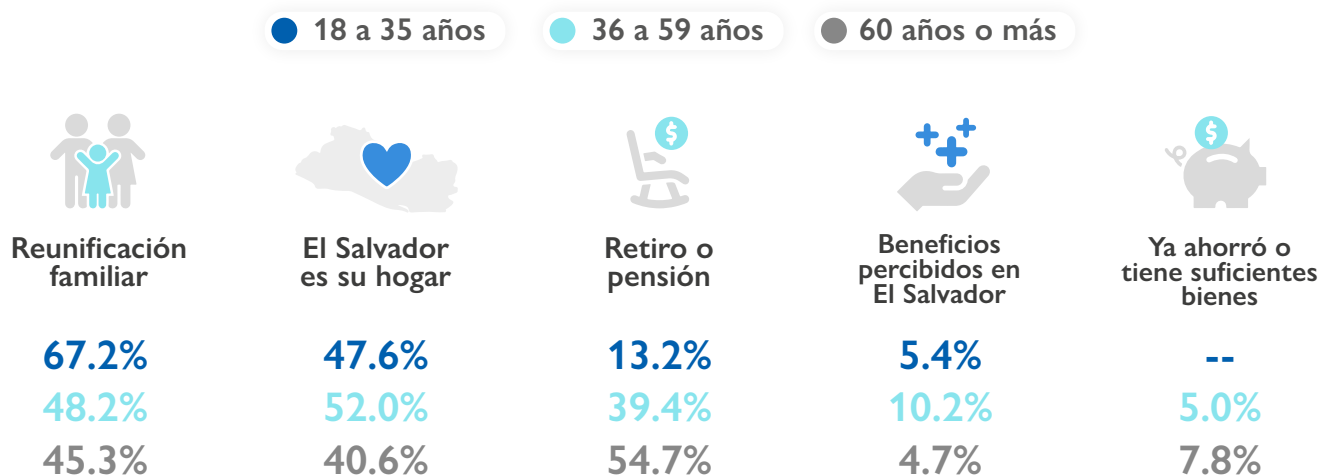 18 a 35 años
36 a 59 años
60 años o más
$
$
Reunificación
familiar
El Salvador
es su hogar
Retiro o
pensión
Beneficios
percibidos en
El Salvador
Ya ahorró o
tiene suficientes
bienes
67.2% 47.6% 13.2% 5.4% --
48.2% 52.0% 39.4% 10.2% 5.0%
45.3% 40.6% 54.7% 4.7% 7.8%